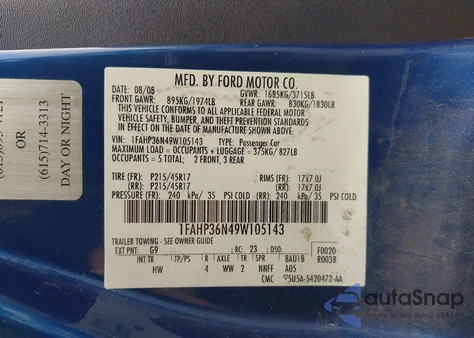 MFD. BY FORD MOTOR CO.
08/08
GVWR: 1685KG/3715LB
FRONT GAWR: 895KG/1974LB
REAR GAWR: 830KG/1830LB
THIS VEHICLE CONFORMS TO ALL APPLICABLE FEDERAL MOTOR
VEHICLE SAFETY, BUMPER, AND THEFT PREVENTION STANDARDS
IN EFFECT ON THE DATE OF MANUFACTURE SHOWN ABOVE.
VIN: 1FAHP36N49W105143 TYPE: Passenger Car
MAXIMUM LOAD = OCCUPANTS + LUGGAGE = 375KG/ 827LB
OCCUPANTS = 5 TOTAL: 2 FRONT, 3 REAR
TIRE (FR): P215/45R17 RIMS (FR): 17X7.0J
(RR): P215/45R17 (RR): 17X7.0J
PRESSURE (FR) 240 kPa/ 35 PSI COLD (RR) 240 kPa/ 35 PSI COLD
1FAHP36N49W105143
TRAILER TOWING - SEE OWNER GUIDE
EXT PNT: G9 RC: 23 DSO: F0020
INT TR TP/PS R AXLE TR SPR 8AU1B R0038
HW 4 WW 2 NNFF A05
CMC 5U5A-5420472-AA
(615)714-3313
DAY OR NIGHT
autoSnap